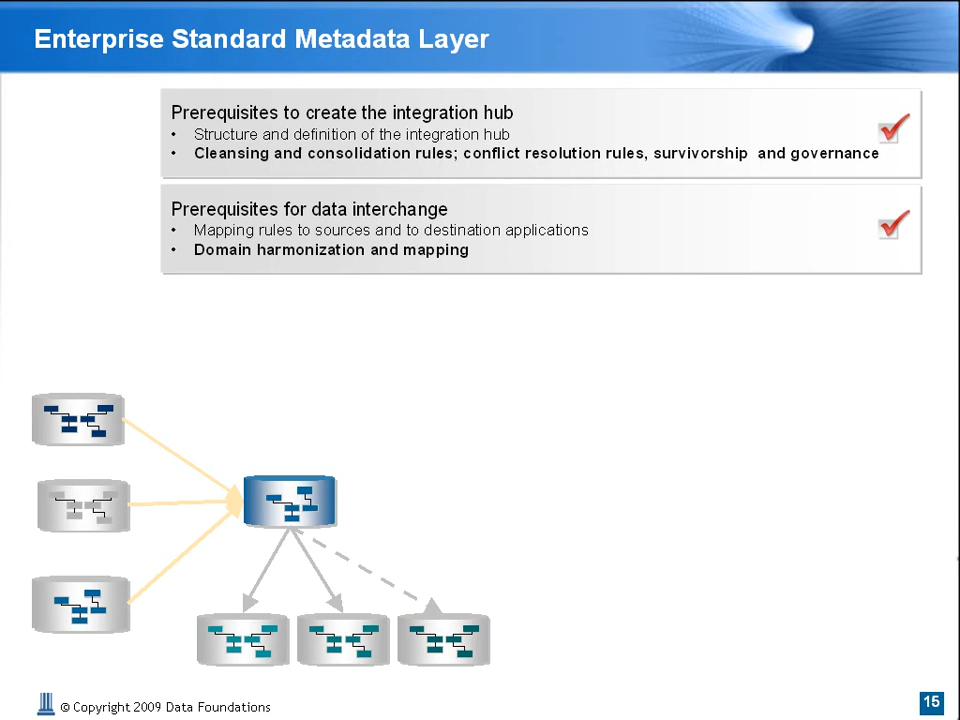 Enterprise Standard Metadata Layer
Prerequisites to create the integration hub
• Structure and definition of the integration hub
• Cleansing and consolidation rules; conflict resolution rules, survivorship and governance
Prerequisites for data interchange
• Mapping rules to sources and to destination applications
• Domain harmonization and mapping
© Copyright 2009 Data Foundations
15